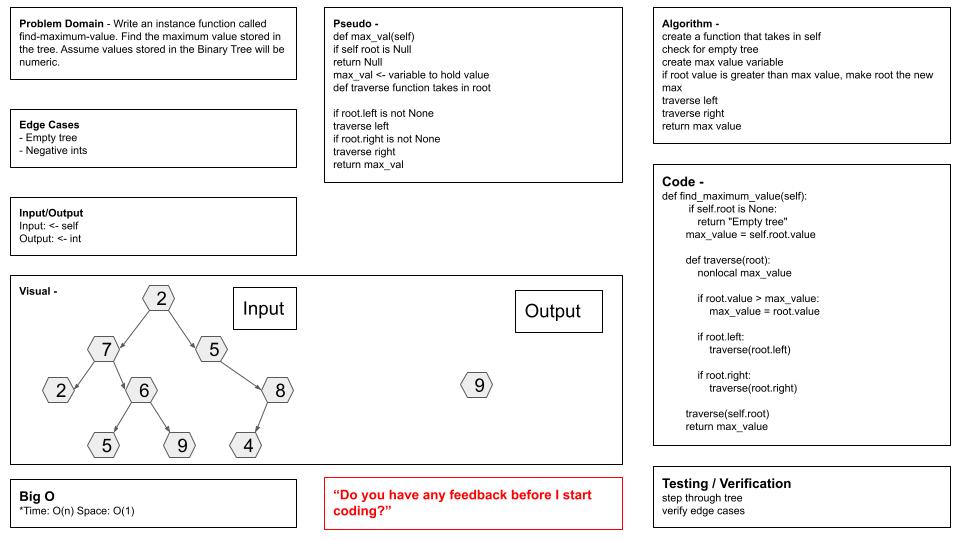 Problem Domain - Write an instance function called
find-maximum-value. Find the maximum value stored in
the tree. Assume values stored in the Binary Tree will be
numeric.
Edge Cases
- Empty tree
- Negative ints
Input/Output
Input: <- self
Output: <- int
Pseudo -
def max_val(self)
if self root is Null
return Null
max_val <- variable to hold value
def traverse function takes in root
if root.left is not None
traverse left
if root.right is not None
traverse right
return max_val
Algorithm -
create a function that takes in self
check for empty tree
create max value variable
if root value is greater than max value, make root the new
max
traverse left
traverse right
return max value
Code -
def find_maximum_value(self):
if self.root is None:
return "Empty tree"
max_value = self.root.value
def traverse(root):
nonlocal max_value
if root.value > max_value:
max_value = root.value
if root.left:
traverse(root.left)
if root.right:
traverse(root.right)
traverse(self.root)
return max_value
Visual -
Input
Output
2
7
5
2
6
8
9
5
9
4
Big O
*Time: O(n) Space: O(1)
“Do you have any feedback before I start
coding?”
Testing / Verification
step through tree
verify edge cases